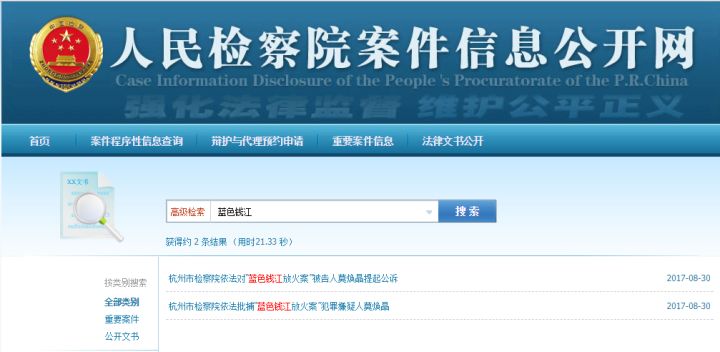 人民检察院案件信息公开网
Case Information Disclosure of the People 's Procuratorate of the P.R.China
强化法律监督 维护公平正义
首页 案件程序性信息查询 辩护与代理预约申请 重要案件信息 法律文书公开
XX文书
高级检索 蓝色钱江 搜 索
获得约 2 条结果 （用时21.33 秒）
按类别搜索
全部类别
重要案件
公开文书
杭州市检察院依法对"蓝色钱江放火案"被告人莫焕晶提起公诉 2017-08-30
杭州市检察院依法批捕"蓝色钱江放火案"犯罪嫌疑人莫焕晶 2017-08-30